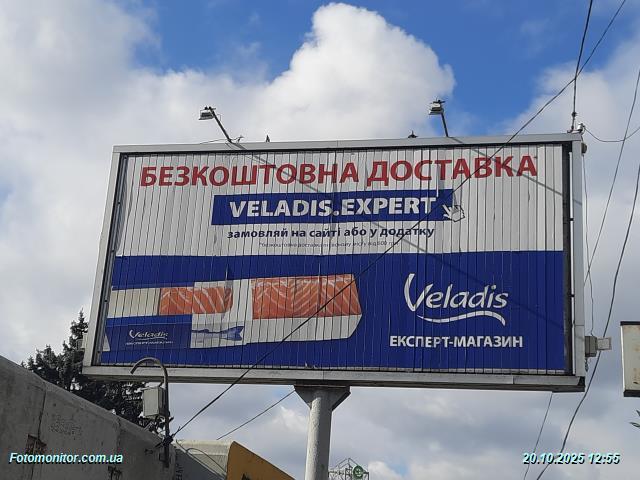 БЕЗКОШТОВНА ДОСТАВКА*
VELADIS.EXPERT
замовляй на сайті або у додатку
Veladis
ЕКСПЕРТ-МАГАЗИН
Veladis
Fotomonitor.com.ua
20.10.2025 12:55